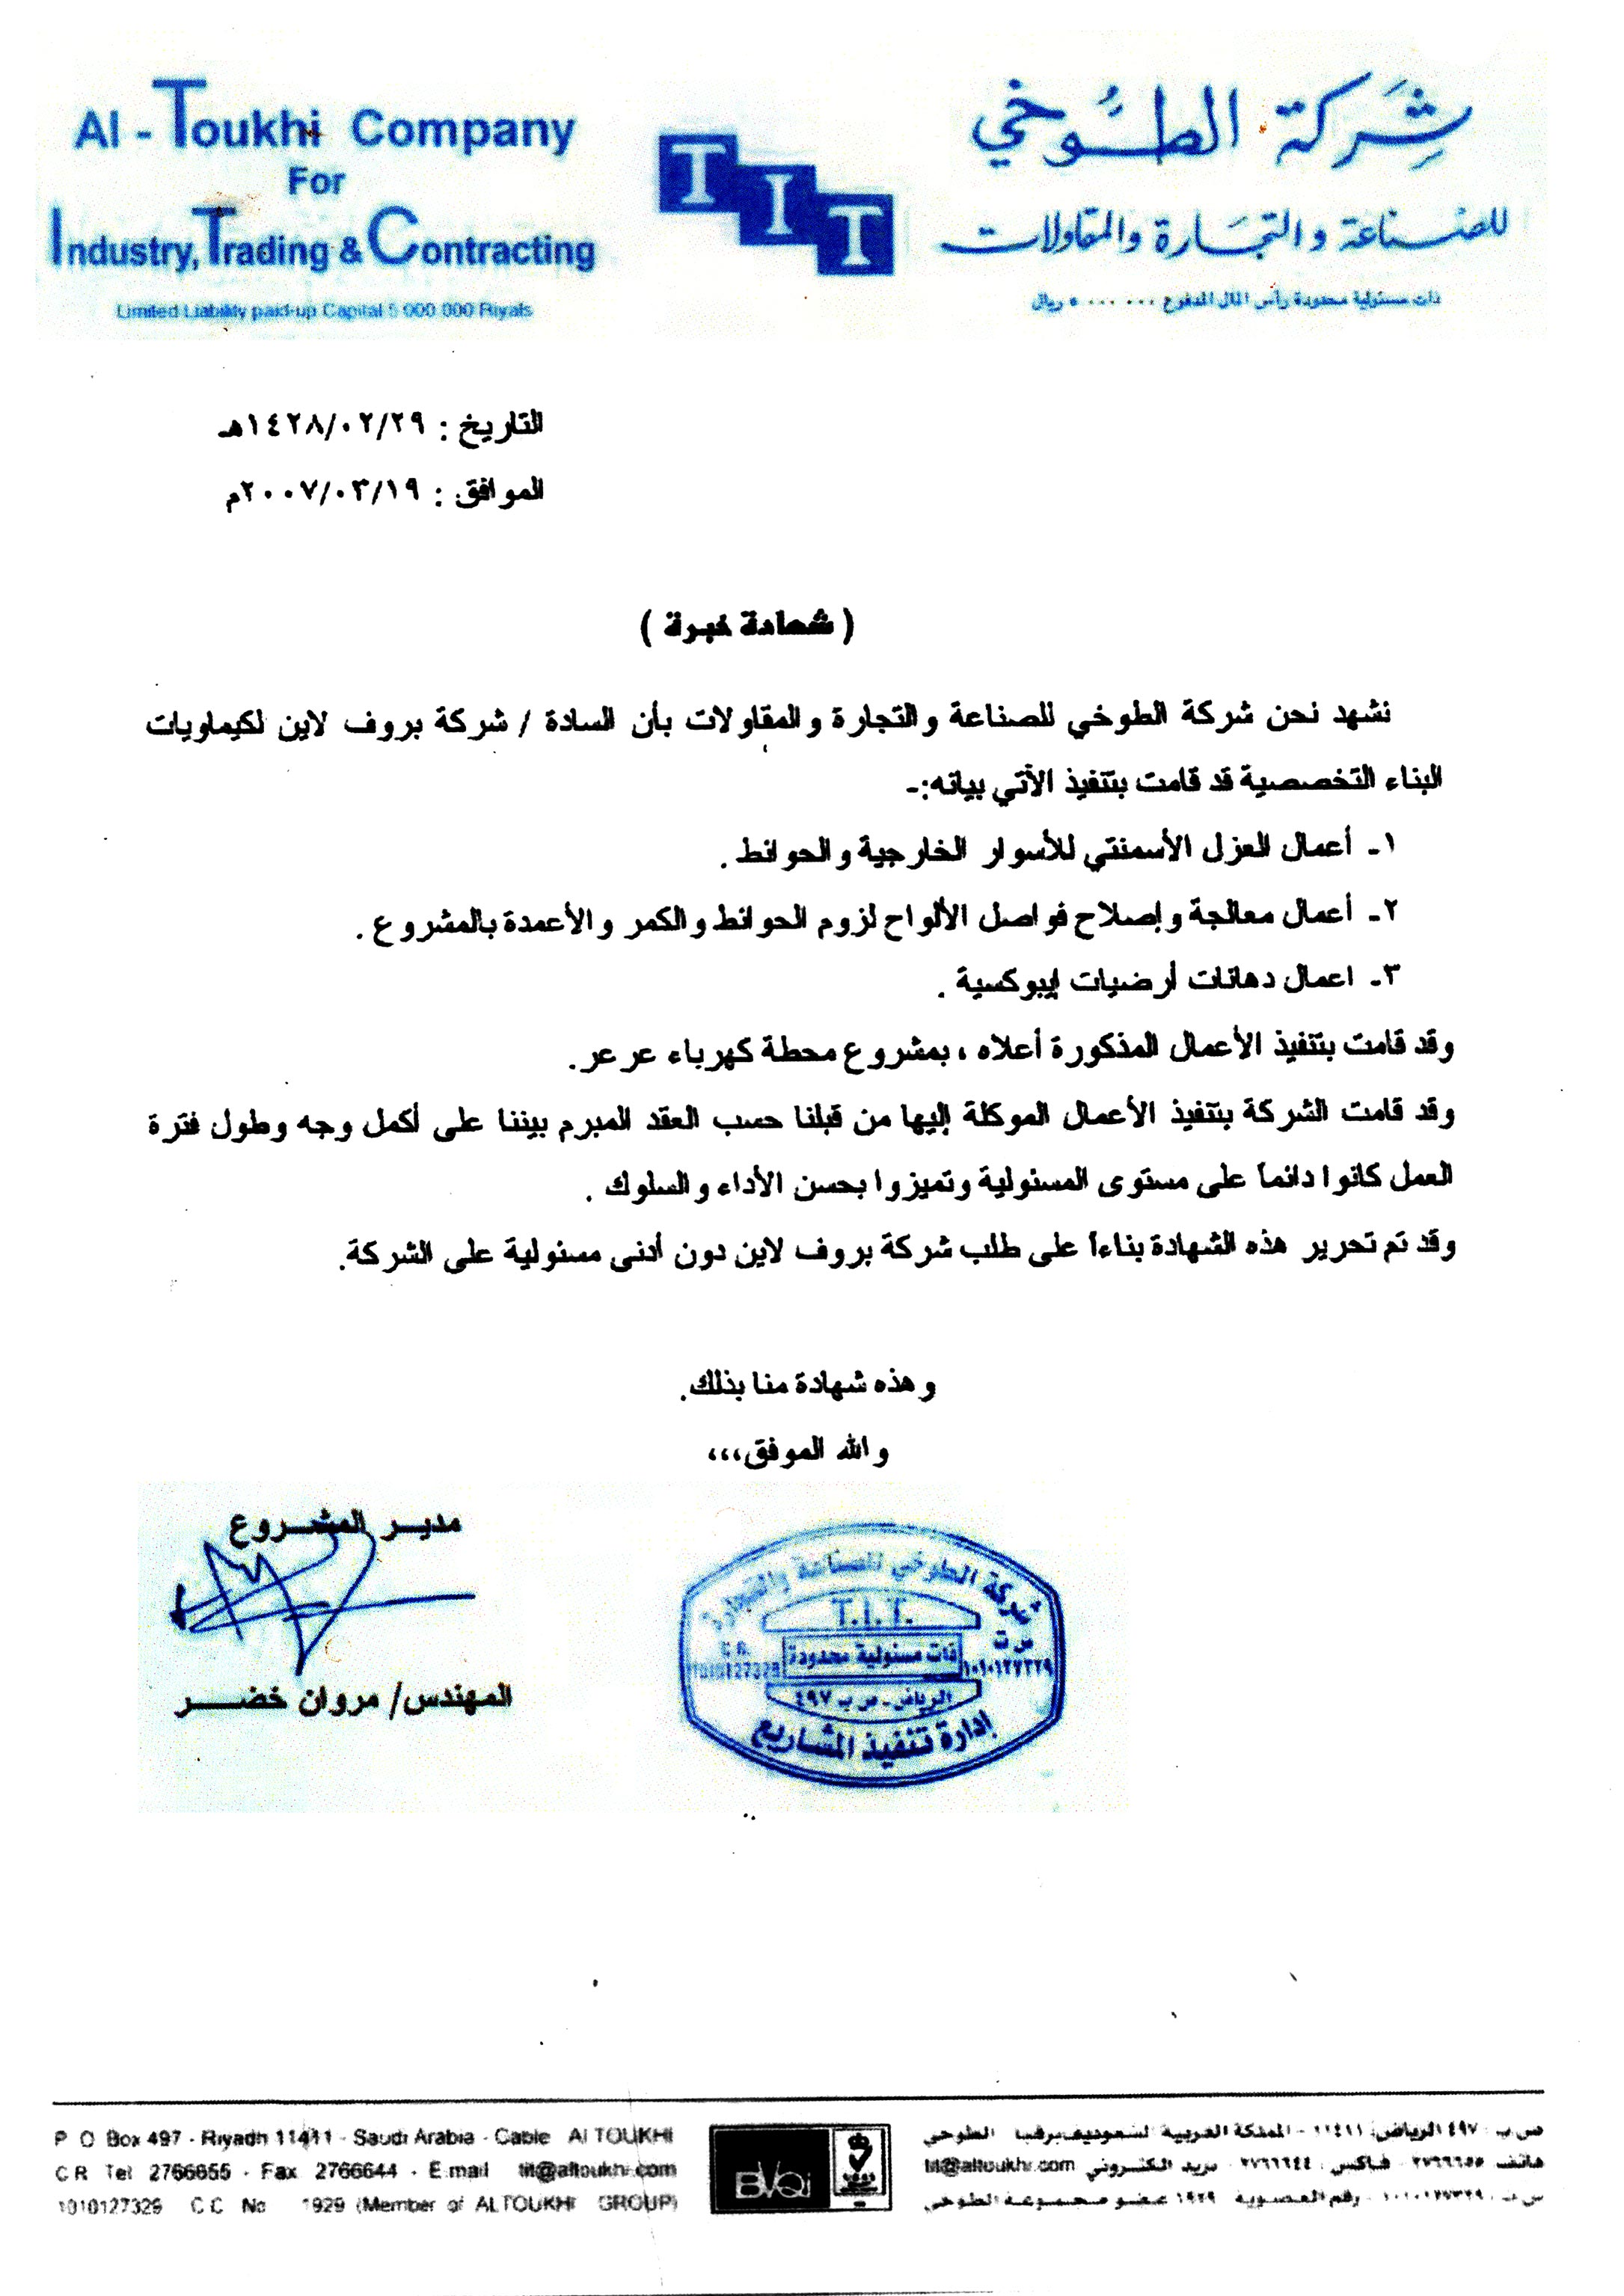 Al - Toukhi Company
For
Industry, Trading & Contracting
Limited Liability paid-up Capital 5 000 000 Riyals
TIT
شركة الطوخي
للصناعة والتجارة والمقاولات
ذات مسئولية محدودة رأس المال المدفوع ٥٠٠٠٠٠٠ ريال
التاريخ : ١٤٢٨/٠٢/٢٩هـ
الموافق : ٢٠٠٧/٠٣/١٩م
( شهادة خبرة )
نشهد نحن شركة الطوخي للصناعة والتجارة والمقاولات بأن السادة / شركة بروف لاين لكيماويات
البناء التخصصية قد قامت بتنفيذ الأتي بيانه:-
١- أعمال العزل الأسمنتي للأسوار الخارجية والحوائط .
٢- أعمال معالجة وإصلاح فواصل الألواح لزوم الحوائط والكمر والأعمدة بالمشروع .
٣- اعمال دهانات أرضيات إيبوكسية .
وقد قامت بتنفيذ الأعمال المذكورة أعلاه ، بمشروع محطة كهرباء عرعر.
وقد قامت الشركة بتنفيذ الأعمال الموكلة إليها من قبلنا حسب العقد المبرم بيننا على أكمل وجه وطول فترة
العمل كانوا دائماً على مستوى المسئولية وتميزوا بحسن الأداء والسلوك .
وقد تم تحرير هذه الشهادة بناءاً على طلب شركة بروف لاين دون أدنى مسئولية على الشركة.
وهذه شهادة منا بذلك.
والله الموفق،،،
مدير المشروع
المهندس/ مروان خضر
شركة الطوخي للصناعة والتجارة
T.I.T.
C.R. 1010127329
ذات مسئولية محدودة
س ت ١٠١٠١٢٧٣٢٩
الرياض - ص ب ٤٩٧
إدارة تنفيذ المشاريع
P O Box 497 - Riyadh 11411 - Saudi Arabia - Cable Al TOUKHI
C R Tel 2766655 - Fax 2766644 - E.mail tit@altoukhi.com
1010127329 C C No 1929 (Member of ALTOUKHI GROUP)
BVQi
ص ب ٤٩٧ الرياض ١١٤١١ - المملكة العربية السعودية برقيا الطوخي
هاتف ٢٧٦٦٦٥٥ فاكس ٢٧٦٦٦٤٤ بريد الكتروني tit@altoukhi.com
س ت ١٠١٠١٢٧٣٢٩ رقم العضوية ١٩٢٩ عضو مجموعة الطوخي